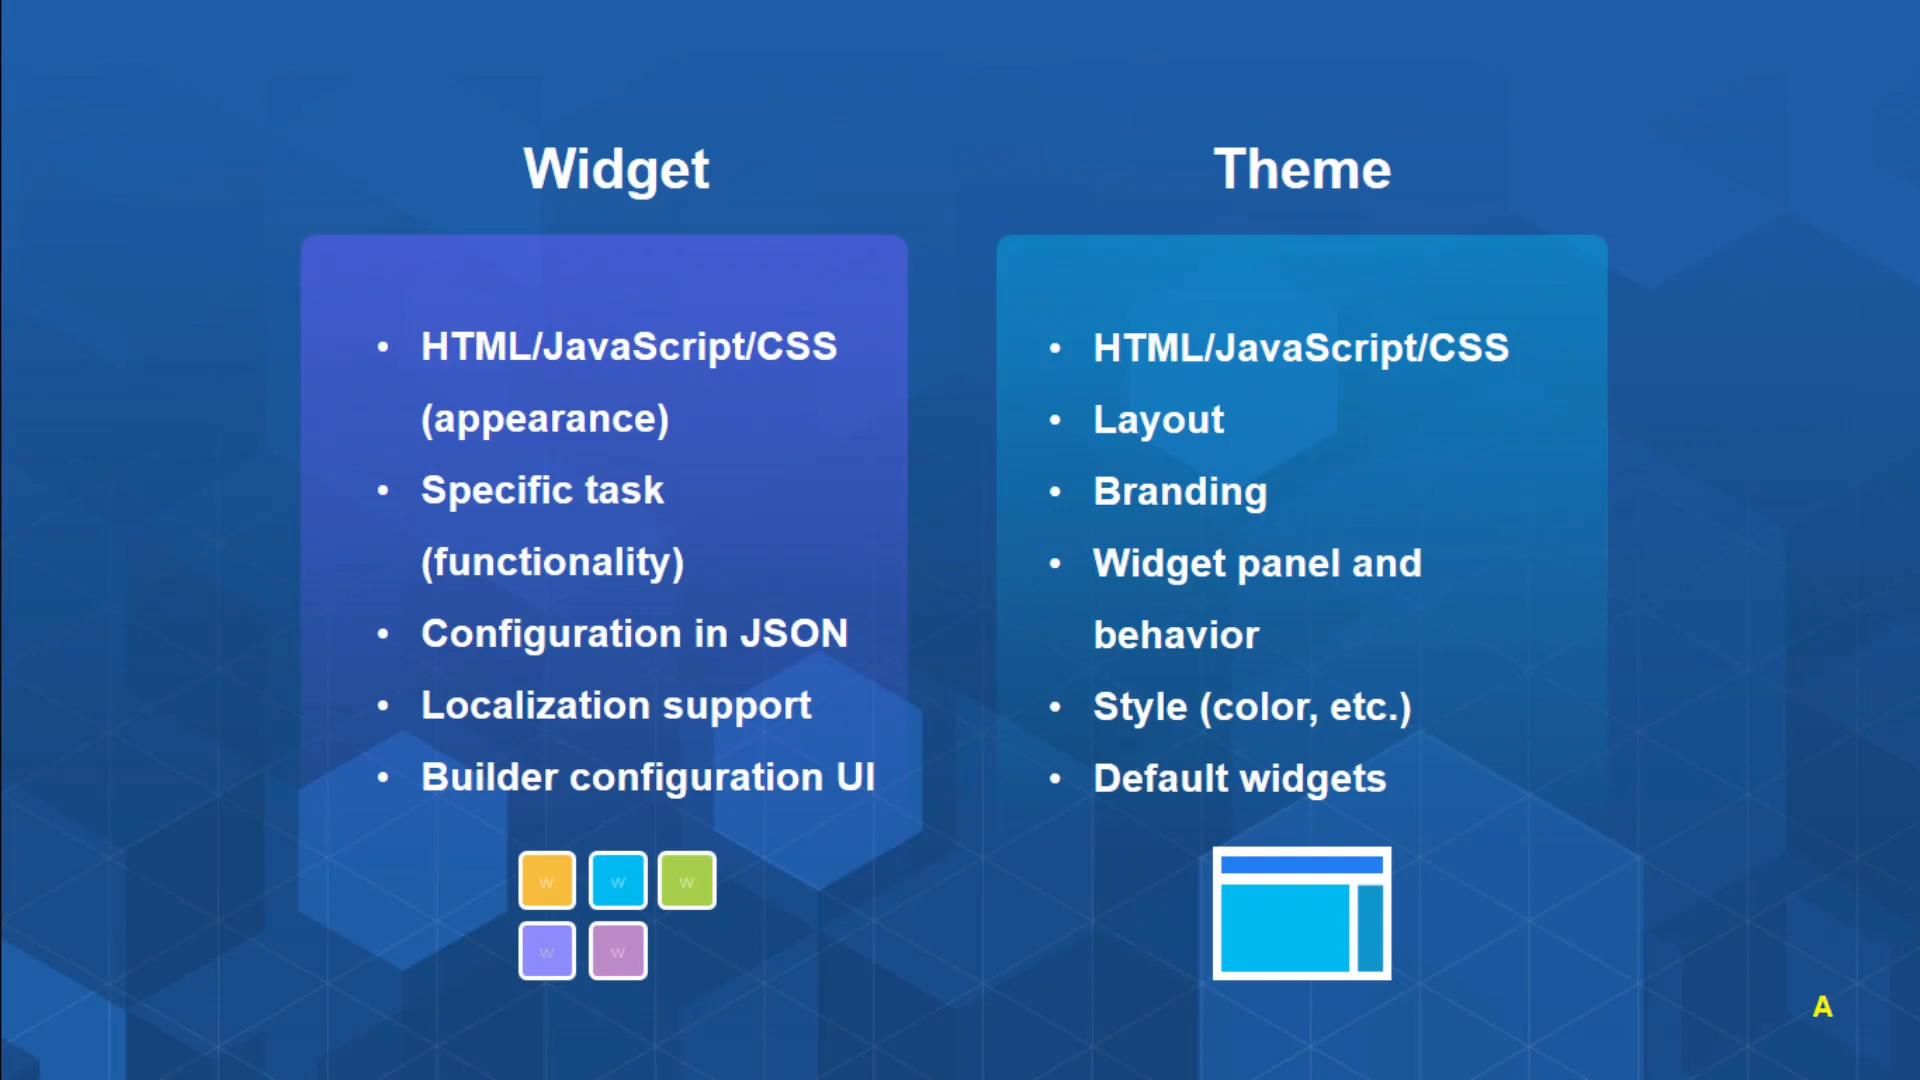 Widget
• HTML/JavaScript/CSS
(appearance)
• Specific task
(functionality)
• Configuration in JSON
• Localization support
• Builder configuration UI
W W W
W W
Theme
• HTML/JavaScript/CSS
• Layout
• Branding
• Widget panel and
behavior
• Style (color, etc.)
• Default widgets
A